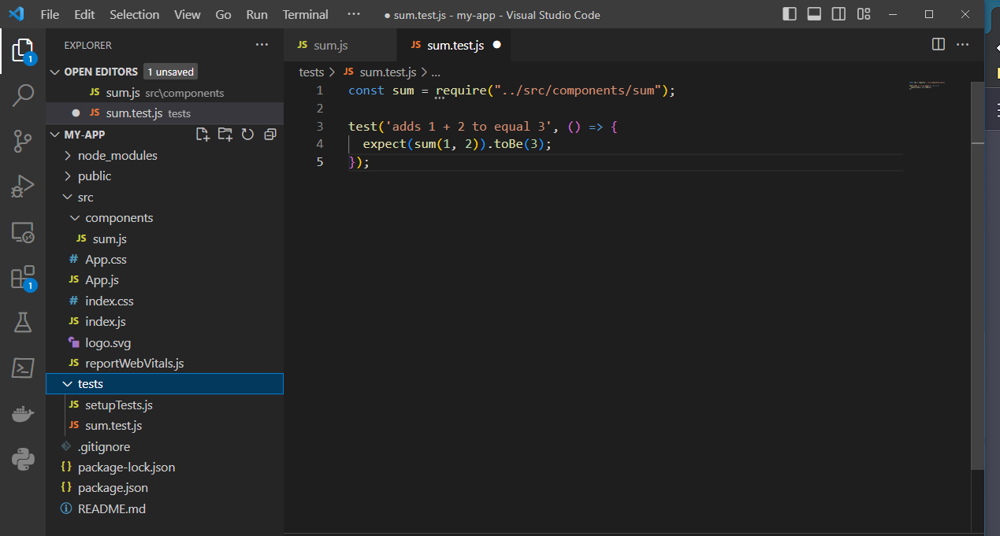 File Edit Selection View Go Run Terminal ··· ● sum.test.js - my-app - Visual Studio Code
EXPLORER ···
OPEN EDITORS 1 unsaved
JS sum.js src\components
● JS sum.test.js tests
MY-APP
node_modules
public
src
components
JS sum.js
# App.css
JS App.js
# index.css
JS index.js
logo.svg
JS reportWebVitals.js
tests
JS setupTests.js
JS sum.test.js
.gitignore
{} package-lock.json
{} package.json
README.md
1
1
JS sum.js JS sum.test.js ●
tests > JS sum.test.js > ...
1 const sum = require("../src/components/sum");
2
3 test('adds 1 + 2 to equal 3', () => {
4 expect(sum(1, 2)).toBe(3);
5 });